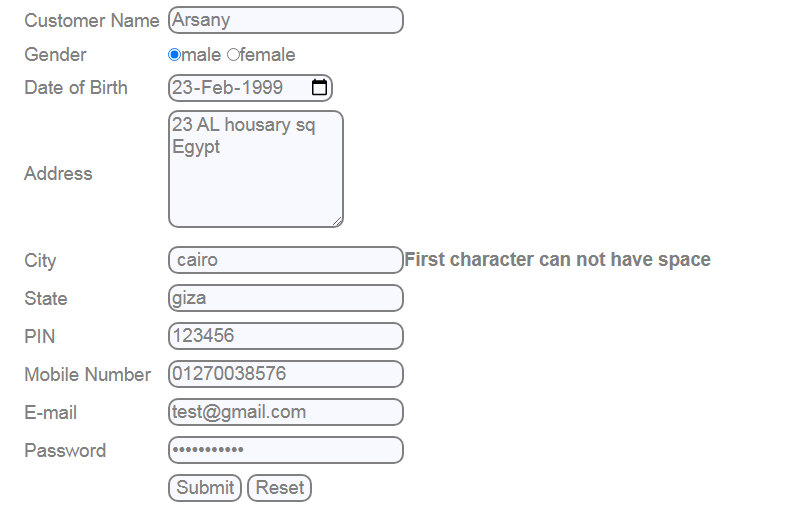 Customer Name Arsany
Gender male female
Date of Birth 23-Feb-1999
Address 23 AL housary sq
Egypt
City cairo First character can not have space
State giza
PIN 123456
Mobile Number 01270038576
E-mail test@gmail.com
Password •••••••••••
Submit Reset